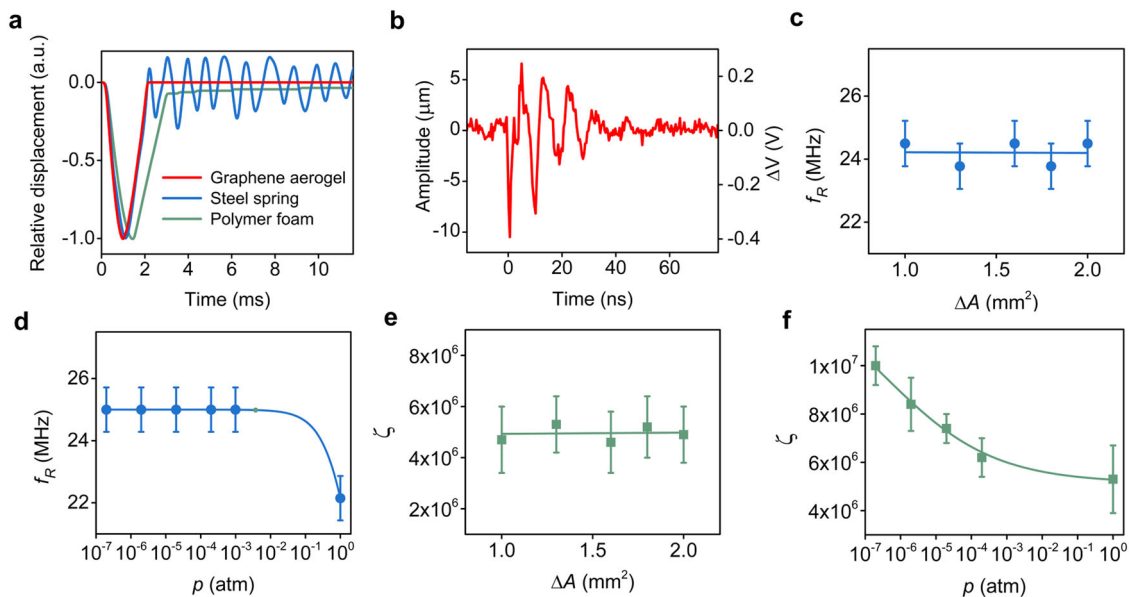 a
Relative displacement (a.u.)
0.0
-0.5
-1.0
Graphene aerogel
Steel spring
Polymer foam
0 2 4 6 8 10
Time (ms)
b
Amplitude (μm)
5
0
-5
-10
0.2
0.0
-0.2
-0.4
ΔV (V)
0 20 40 60
Time (ns)
c
f_R (MHz)
26
24
22
1.0 1.5 2.0
ΔA (mm²)
d
f_R (MHz)
26
24
22
10⁻⁷ 10⁻⁶ 10⁻⁵ 10⁻⁴ 10⁻³ 10⁻² 10⁻¹ 10⁰
p (atm)
e
ζ
8x10⁶
6x10⁶
4x10⁶
2x10⁶
1.0 1.6 2.0
ΔA (mm²)
f
ζ
1x10⁷
8x10⁶
6x10⁶
4x10⁶
10⁻⁷ 10⁻⁶ 10⁻⁵ 10⁻⁴ 10⁻³ 10⁻² 10⁻¹ 10⁰
p (atm)